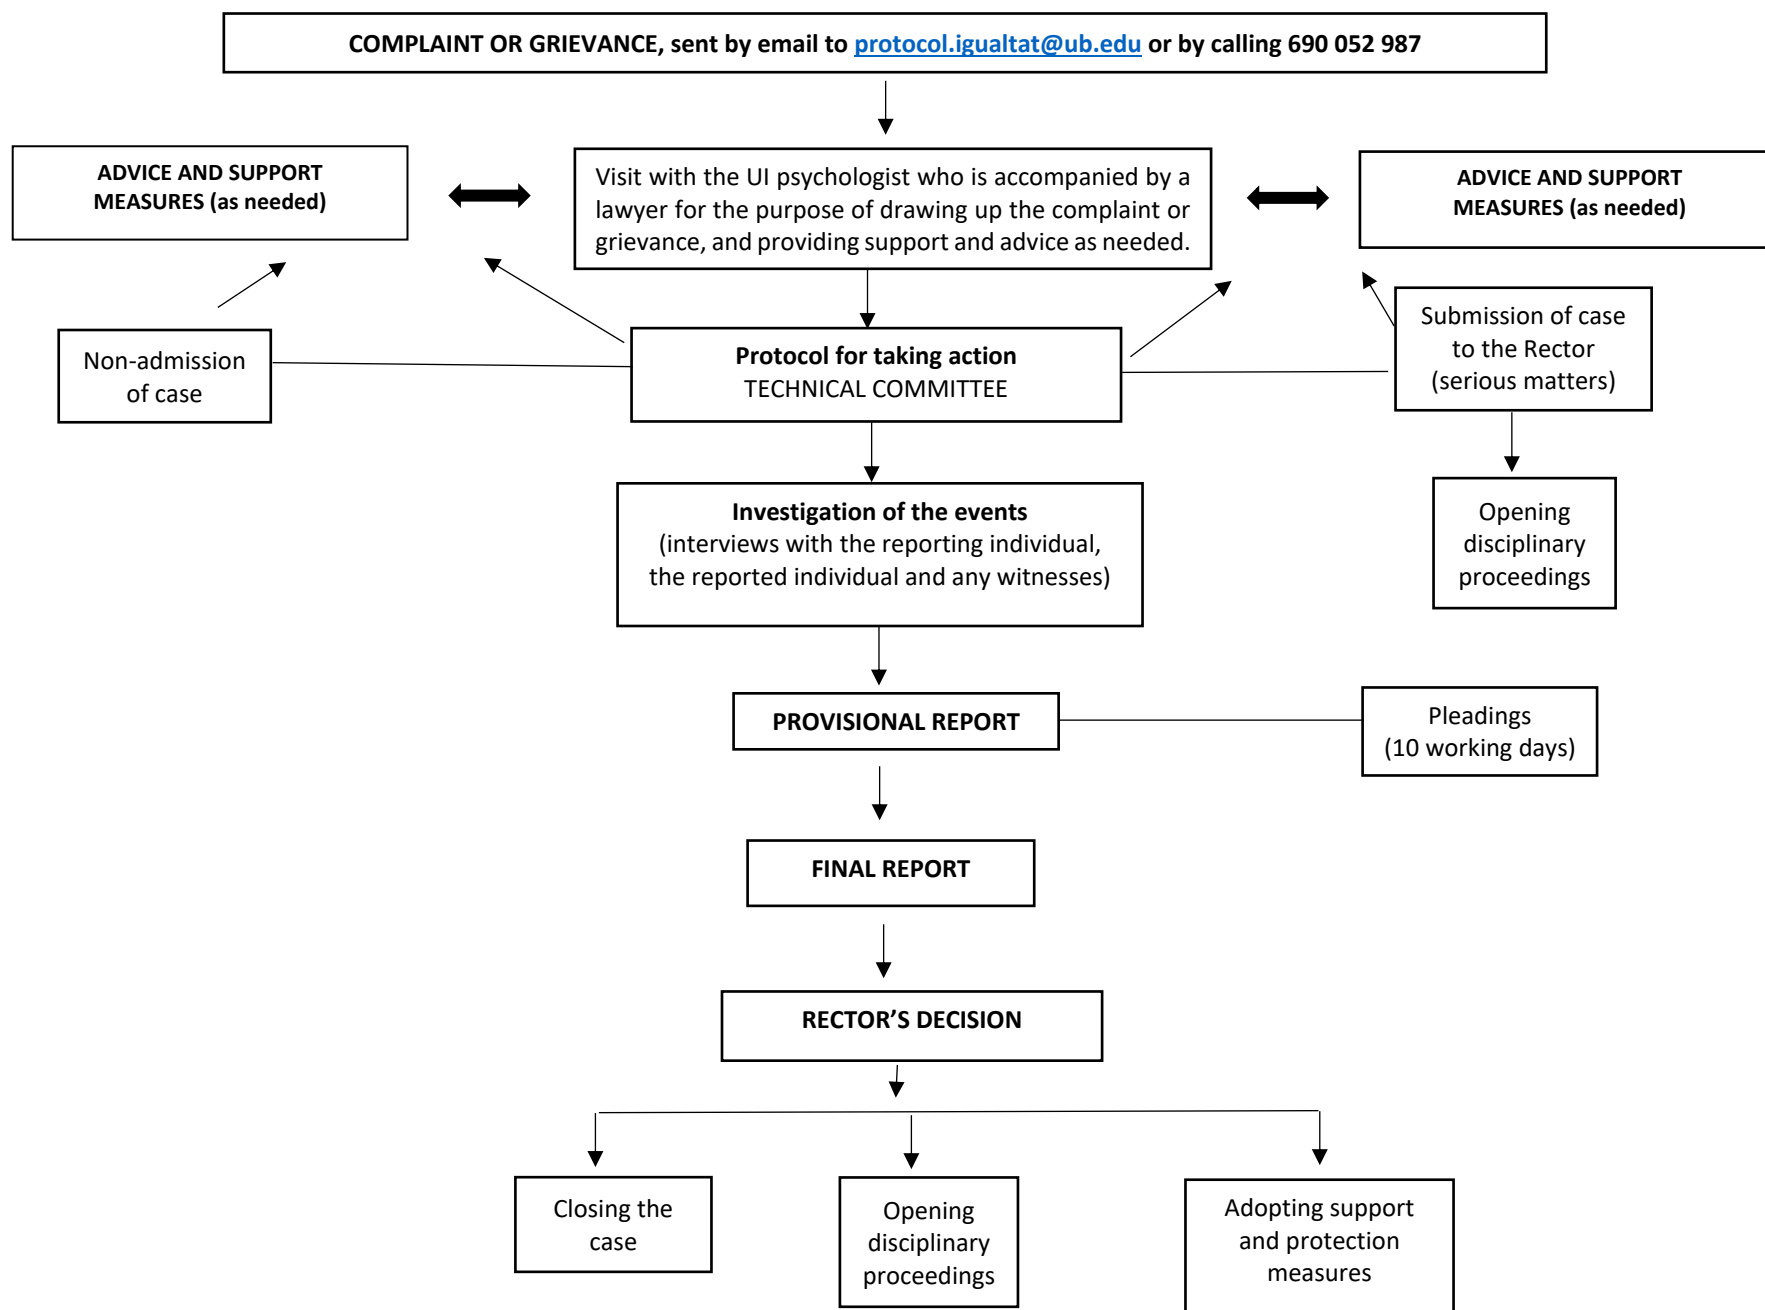 COMPLAINT OR GRIEVANCE, sent by email to protocol.igualtat@ub.edu or by calling 690 052 987
ADVICE AND SUPPORT
MEASURES (as needed)
Visit with the UI psychologist who is accompanied by a
lawyer for the purpose of drawing up the complaint or
grievance, and providing support and advice as needed.
ADVICE AND SUPPORT
MEASURES (as needed)
Non-admission
of case
Protocol for taking action
TECHNICAL COMMITTEE
Submission of case
to the Rector
(serious matters)
Investigation of the events
(interviews with the reporting individual,
the reported individual and any witnesses)
Opening
disciplinary
proceedings
PROVISIONAL REPORT
Pleadings
(10 working days)
FINAL REPORT
RECTOR’S DECISION
Closing the
case
Opening
disciplinary
proceedings
Adopting support
and protection
measures